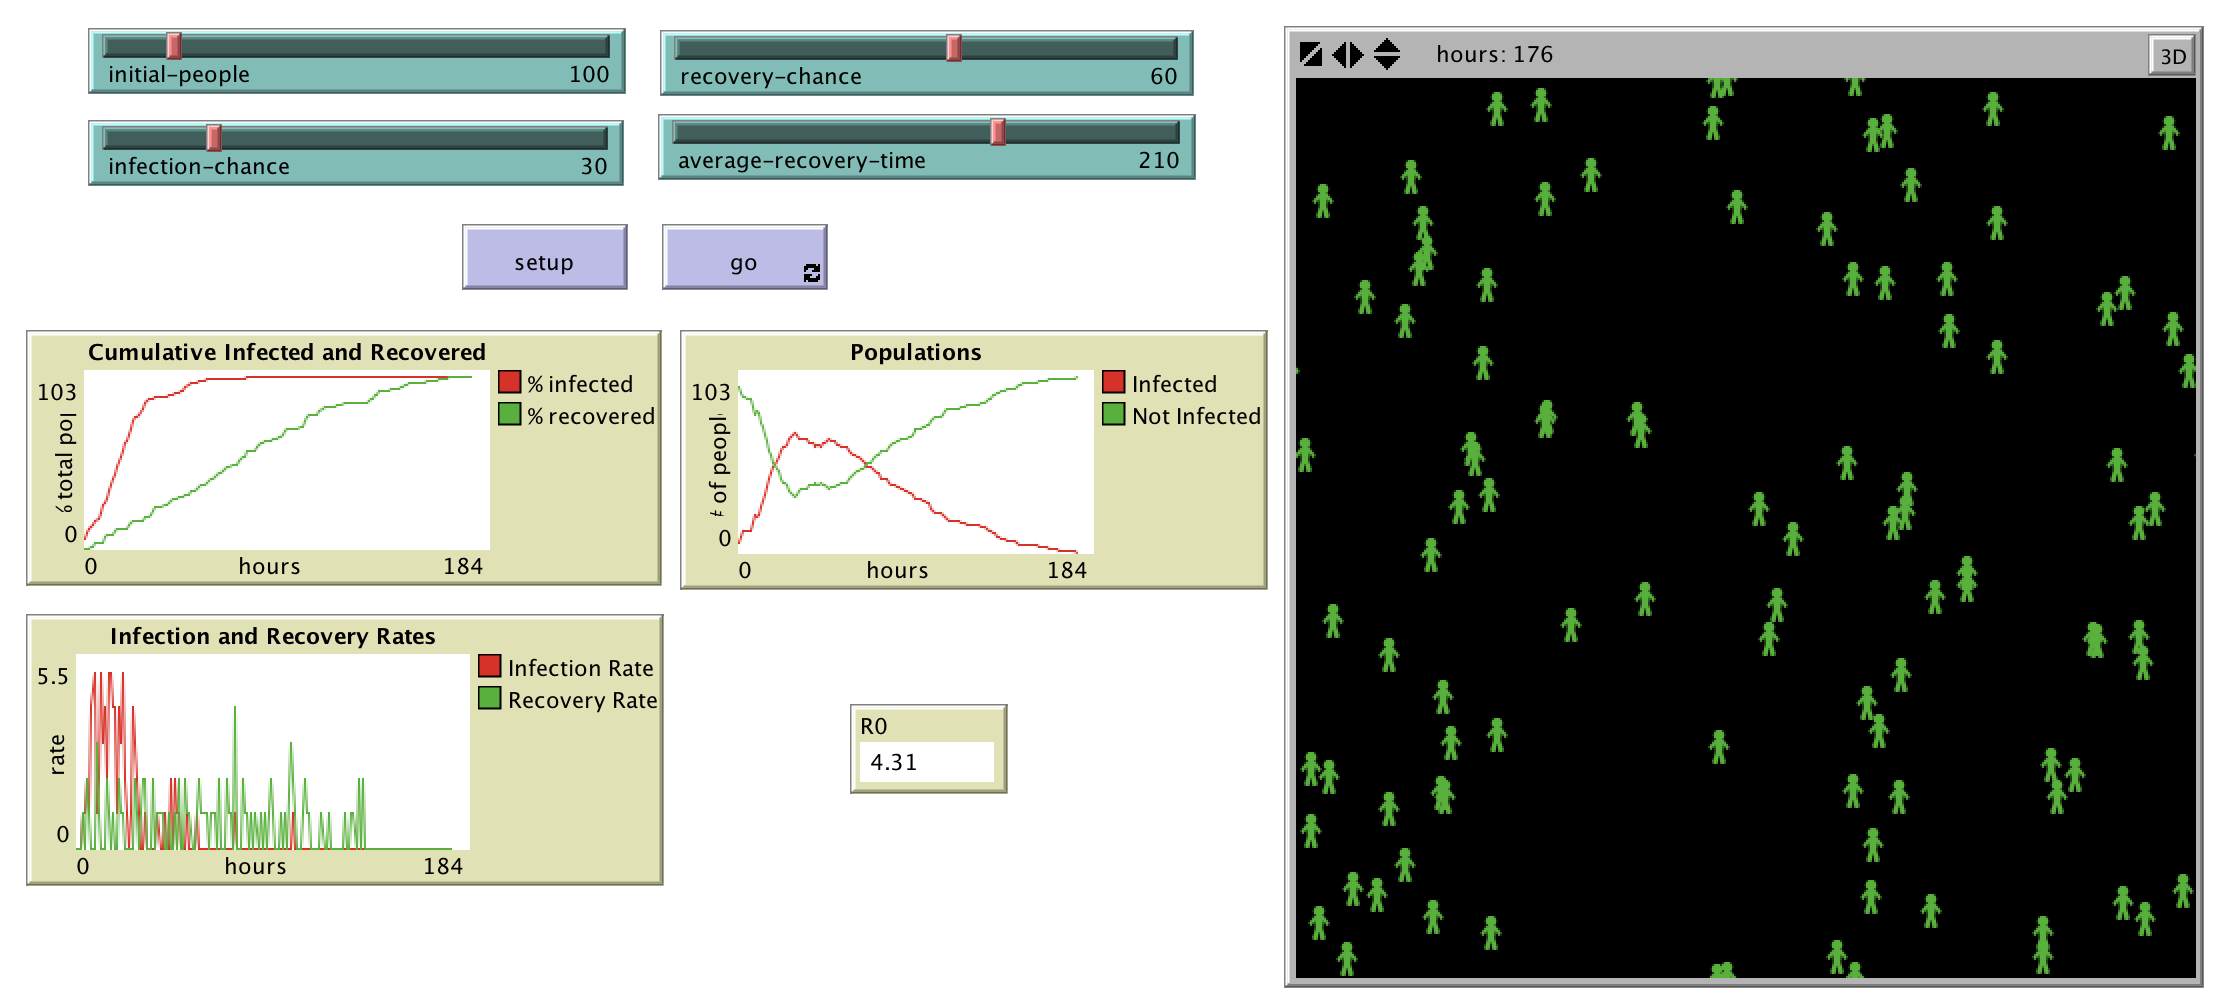 initial-people 100
recovery-chance 60
infection-chance 30
average-recovery-time 210
setup
go
hours: 176
3D
Cumulative Infected and Recovered
103
% total
0
0 hours 184
% infected
% recovered
Populations
103
# of
0
0 hours 184
Infected
Not Infected
Infection and Recovery Rates
5.5
rate
0
0 hours 184
Infection Rate
Recovery Rate
R0
4.31